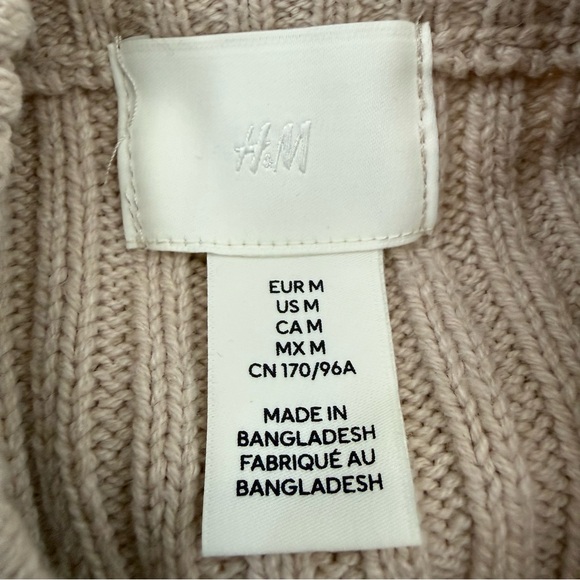 H&M
EUR M
US M
CA M
MX M
CN 170/96A
MADE IN
BANGLADESH
FABRIQUÉ AU
BANGLADESH